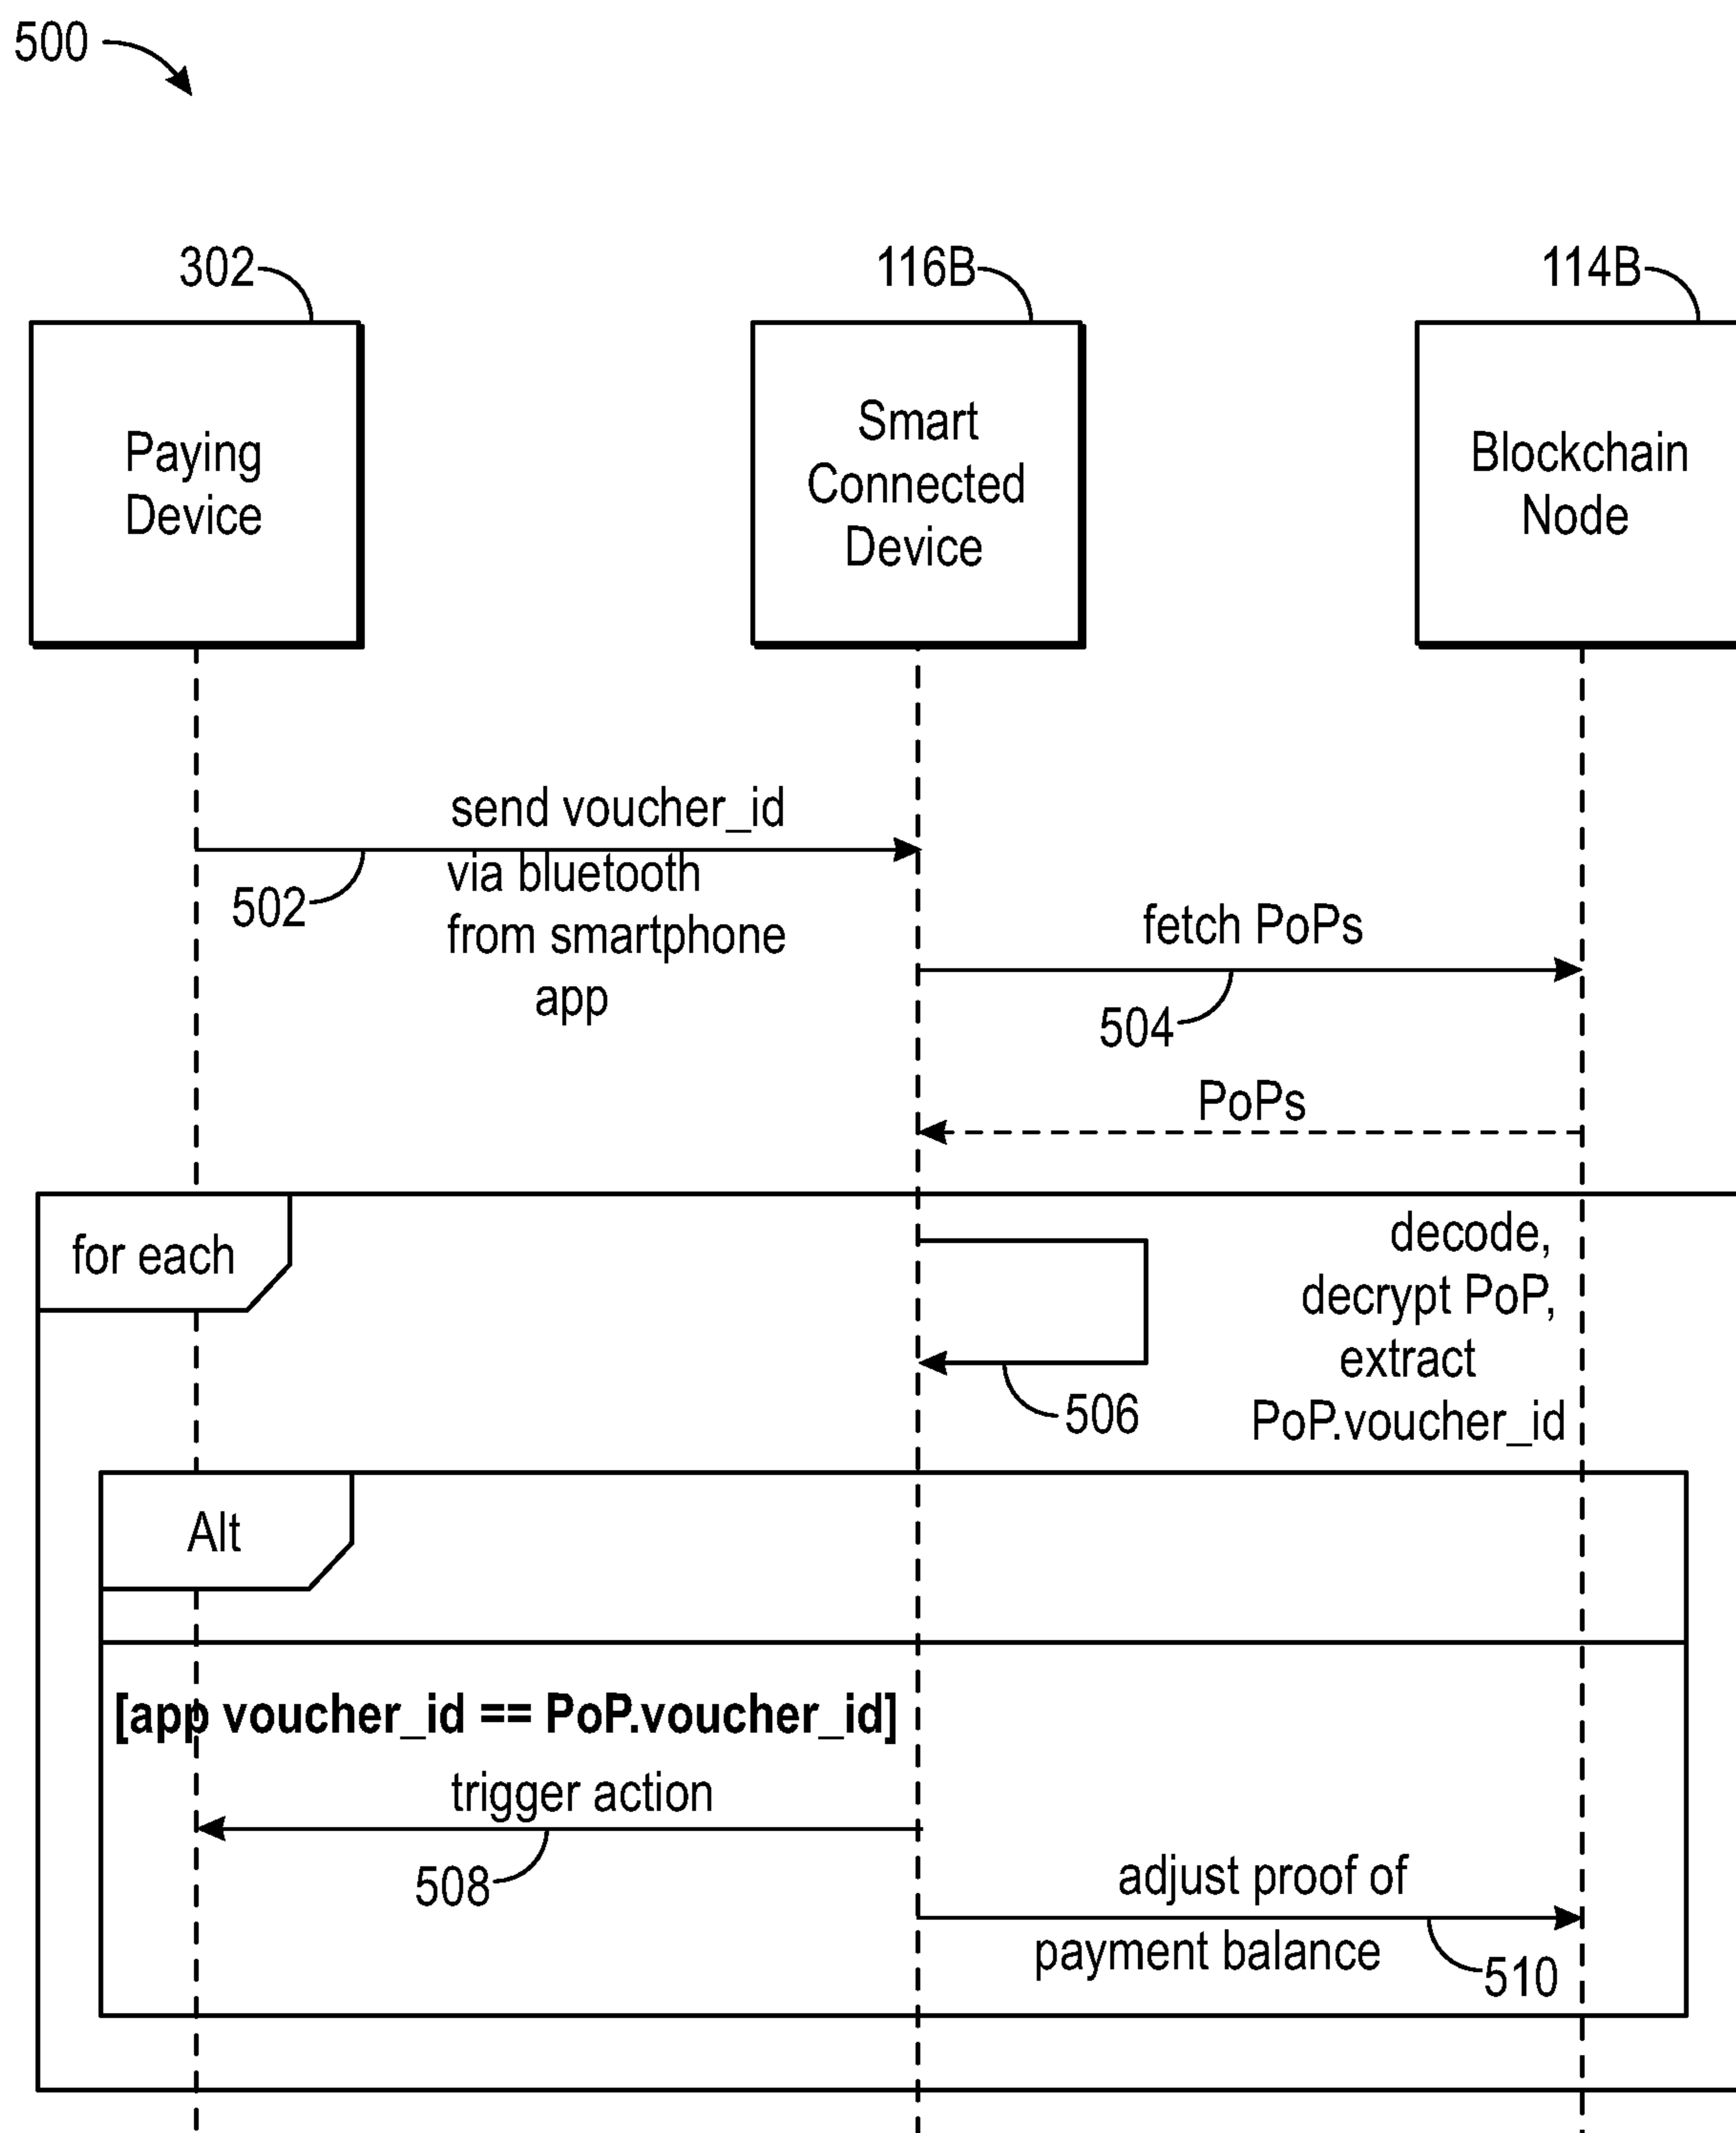 500
302
116B
114B
Paying
Device
Smart
Connected
Device
Blockchain
Node
send voucher_id
via bluetooth
from smartphone
app
502
fetch PoPs
504
PoPs
for each
decode,
decrypt PoP,
extract
PoP.voucher_id
506
Alt
[app voucher_id == PoP.voucher_id]
trigger action
508
adjust proof of
payment balance
510